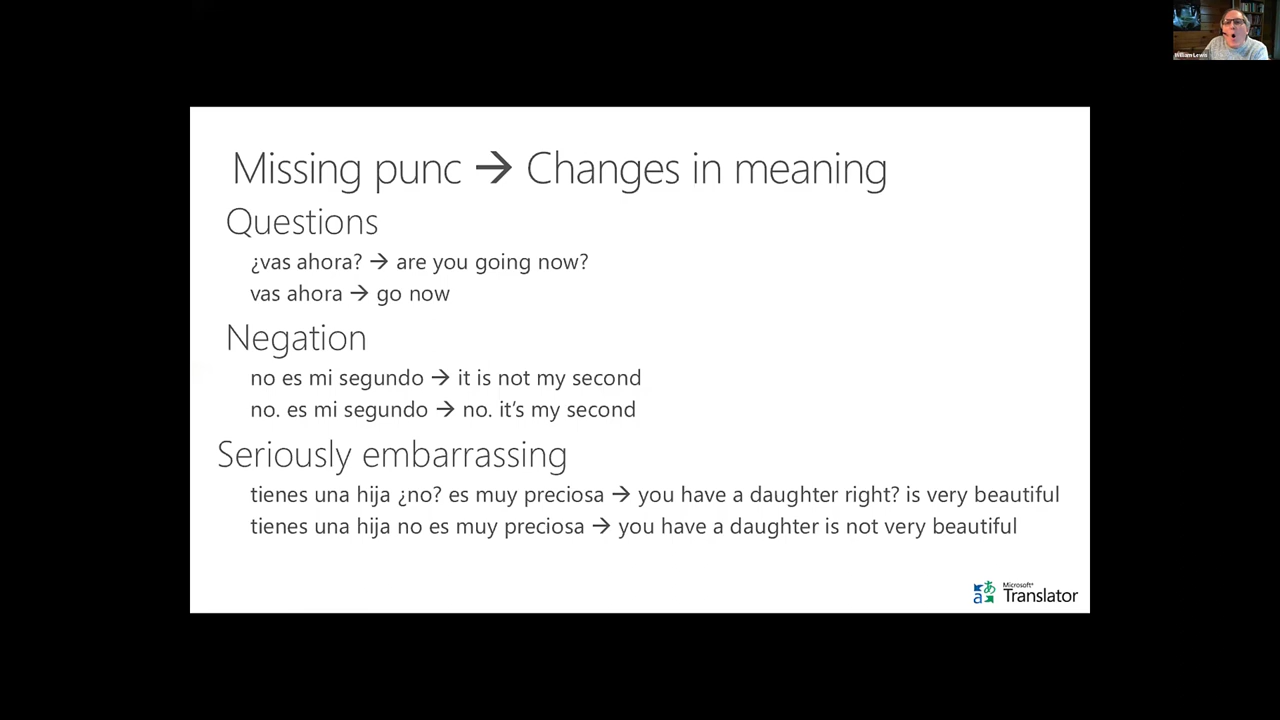 William Lewis
Missing punc → Changes in meaning
Questions
¿vas ahora? → are you going now?
vas ahora → go now
Negation
no es mi segundo → it is not my second
no. es mi segundo → no. it's my second
Seriously embarrassing
tienes una hija ¿no? es muy preciosa → you have a daughter right? is very beautiful
tienes una hija no es muy preciosa → you have a daughter is not very beautiful
Microsoft®
Translator